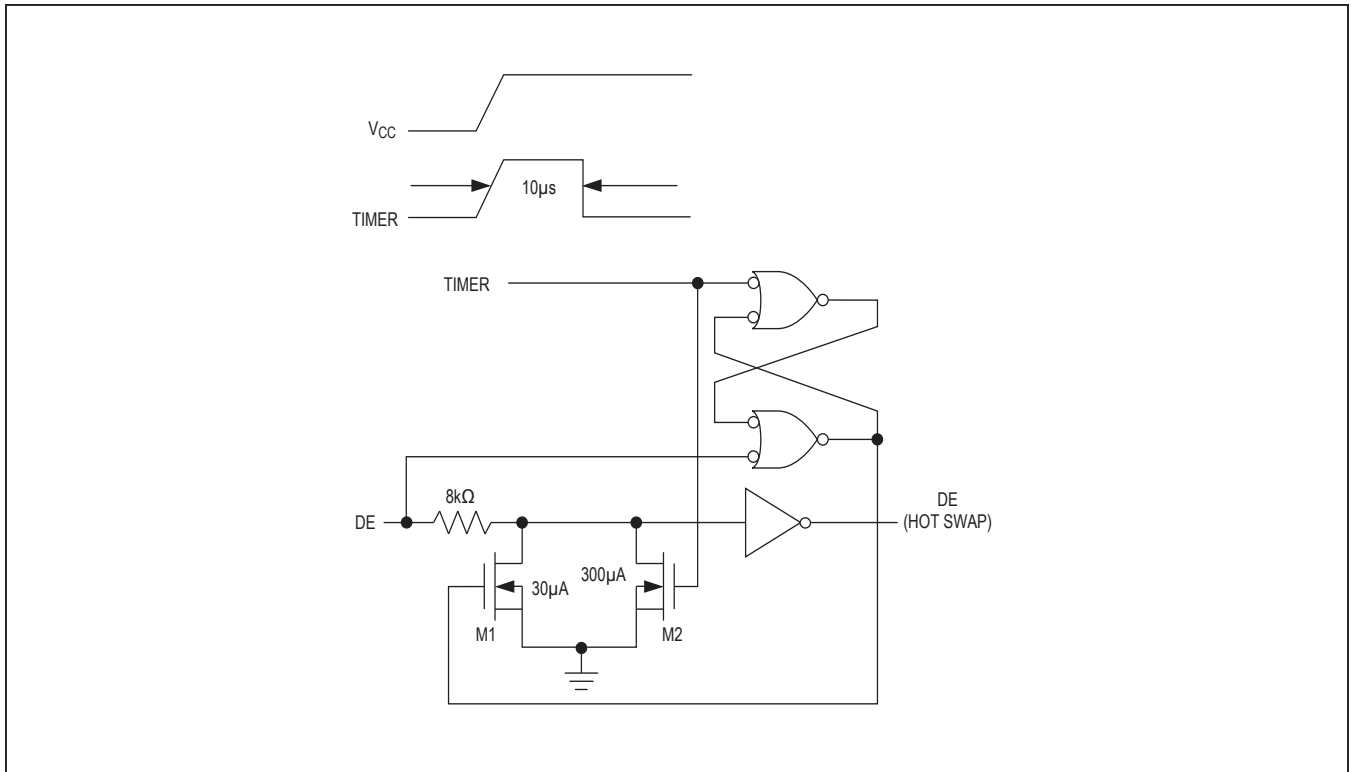 VCC
10µs
TIMER
TIMER
8kΩ
DE
DE
(HOT SWAP)
30µA
300µA
M1
M2